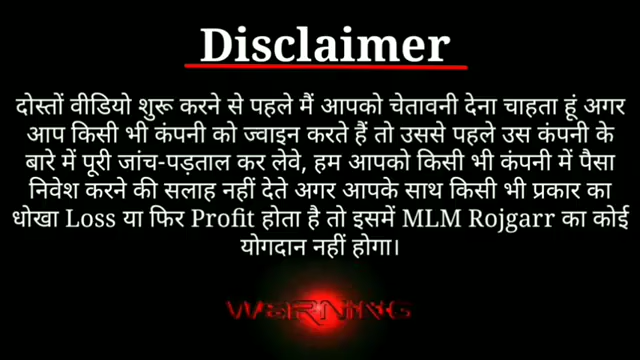 Disclaimer
दोस्तों वीडियो शुरू करने से पहले मैं आपको चेतावनी देना चाहता हूं अगर
आप किसी भी कंपनी को ज्वाइन करते हैं तो उससे पहले उस कंपनी के
बारे में पूरी जांच-पड़ताल कर लेवे, हम आपको किसी भी कंपनी में पैसा
निवेश करने की सलाह नहीं देते अगर आपके साथ किसी भी प्रकार का
धोखा Loss या फिर Profit होता है तो इसमें MLM Rojgarr का कोई
योगदान नहीं होगा।
WERNING